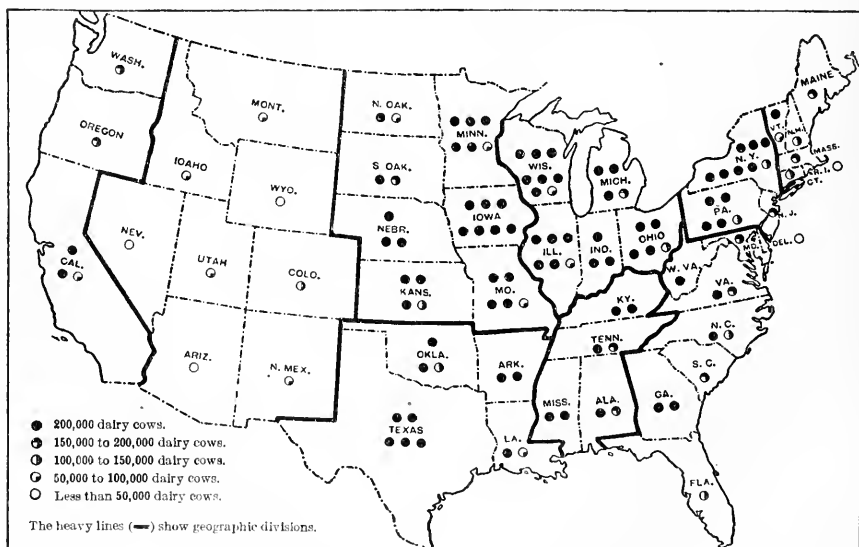 WASH.
MONT.
N. OAK.
MINN.
MAINE
OREGON
IOAHO
S OAK.
WIS.
MICH.
N. Y.
VT.
N.H.
MASS.
R. I.
CT.
WYO.
NEBR.
IOWA
PA.
N. J.
NEV.
UTAH
COLO.
CAL.
KANS.
MO.
ILL.
IND.
OHIO
W. VA.
MD.
DEL.
VA.
KY.
N. C.
TENN.
ARIZ.
N. MEX.
OKLA.
ARK.
S. C.
MISS.
ALA.
GA.
TEXAS
LA.
FLA.
200,000 dairy cows.
150,000 to 200,000 dairy cows.
100,000 to 150,000 dairy cows.
50,000 to 100,000 dairy cows.
Less than 50,000 dairy cows.
The heavy lines (▬) show geographic divisions.